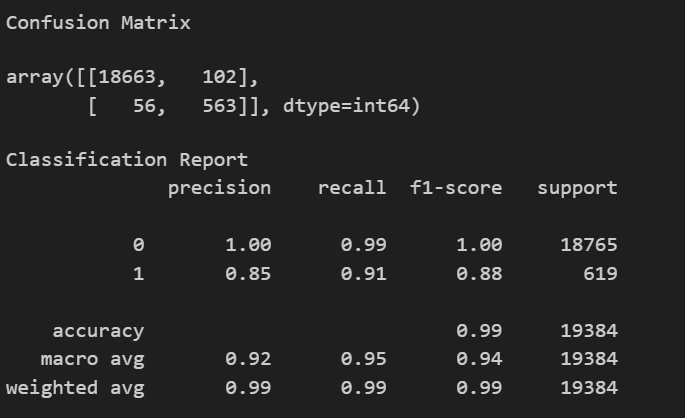 Confusion Matrix
array([[18663,   102],
       [   56,   563]], dtype=int64)
Classification Report
              precision    recall  f1-score   support
           0       1.00      0.99      1.00     18765
           1       0.85      0.91      0.88       619
    accuracy                           0.99     19384
   macro avg       0.92      0.95      0.94     19384
weighted avg       0.99      0.99      0.99     19384